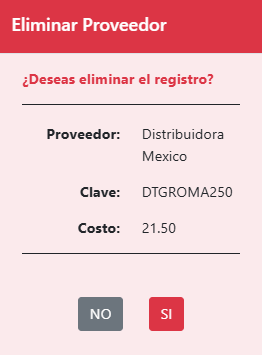 Eliminar Proveedor
¿Deseas eliminar el registro?
Proveedor: Distribuidora
Mexico
Clave: DTGROMA250
Costo: 21.50
NO SI